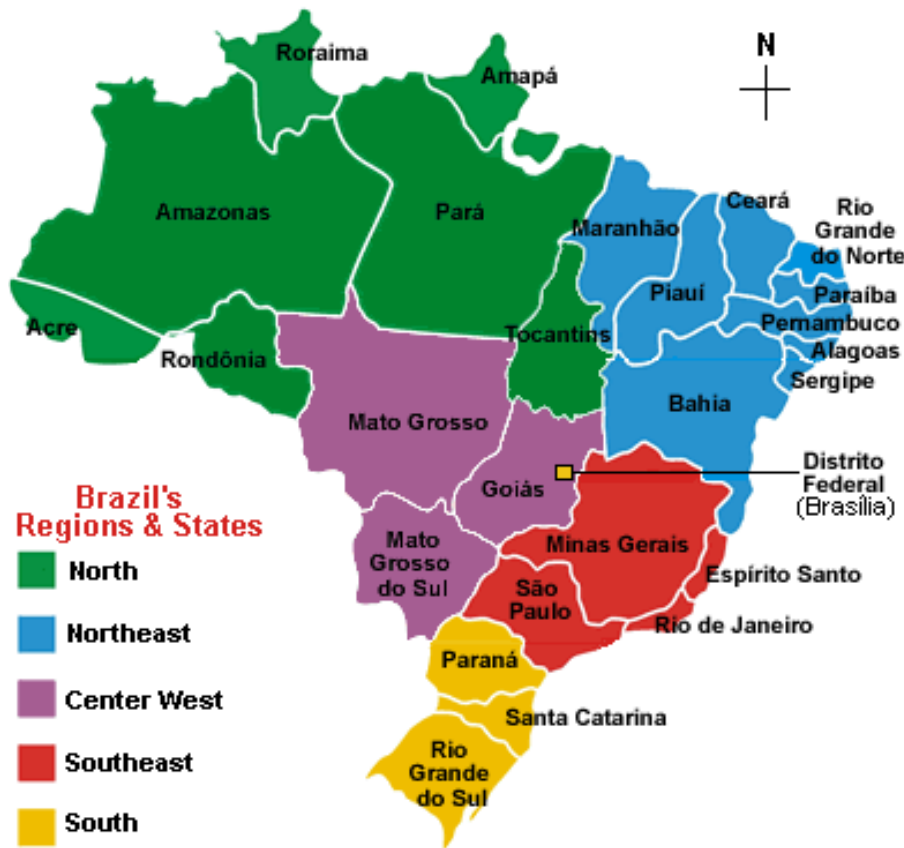 Roraima
Amapá
N
Amazonas
Pará
Maranhão
Ceará
Rio
Grande
do Norte
Piauí
Paraíba
Pernambuco
Alagoas
Sergipe
Acre
Rondônia
Tocantins
Bahia
Mato Grosso
Goiás
Distrito
Federal
(Brasília)
Mato
Grosso
do Sul
Minas Gerais
Espírito Santo
São
Paulo
Rio de Janeiro
Paraná
Santa Catarina
Rio
Grande
do Sul
Brazil's
Regions & States
North
Northeast
Center West
Southeast
South